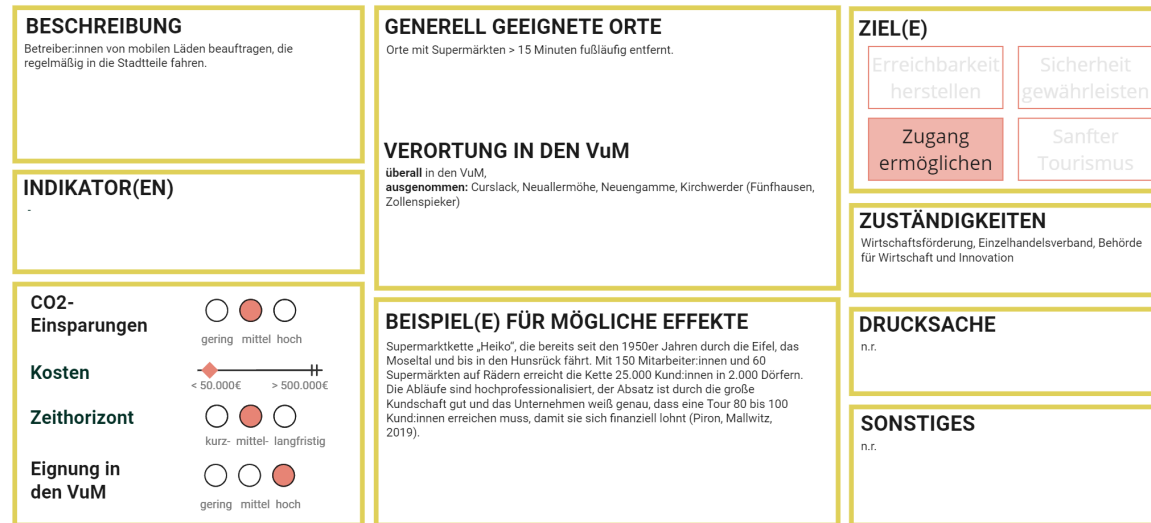 BESCHREIBUNG
Betreiber:innen von mobilen Läden beauftragen, die
regelmäßig in die Stadtteile fahren.
INDIKATOR(EN)
-
CO2-
Einsparungen
gering mittel hoch
Kosten
< 50.000€ > 500.000€
Zeithorizont
kurz- mittel- langfristig
Eignung in
den VuM
gering mittel hoch
GENERELL GEEIGNETE ORTE
Orte mit Supermärkten > 15 Minuten fußläufig entfernt.
VERORTUNG IN DEN VuM
überall in den VuM,
ausgenommen: Curslack, Neuallermöhe, Neuengamme, Kirchwerder (Fünfhausen,
Zollenspieker)
BEISPIEL(E) FÜR MÖGLICHE EFFEKTE
Supermarktkette „Heiko", die bereits seit den 1950er Jahren durch die Eifel, das
Moseltal und bis in den Hunsrück fährt. Mit 150 Mitarbeiter:innen und 60
Supermärkten auf Rädern erreicht die Kette 25.000 Kund:innen in 2.000 Dörfern.
Die Abläufe sind hochprofessionalisiert, der Absatz ist durch die große
Kundschaft gut und das Unternehmen weiß genau, dass eine Tour 80 bis 100
Kund:innen erreichen muss, damit sie sich finanziell lohnt (Piron, Mallwitz,
2019).
ZIEL(E)
Erreichbarkeit
herstellen
Sicherheit
gewährleisten
Zugang
ermöglichen
Sanfter
Tourismus
ZUSTÄNDIGKEITEN
Wirtschaftsförderung, Einzelhandelsverband, Behörde
für Wirtschaft und Innovation
DRUCKSACHE
n.r.
SONSTIGES
n.r.